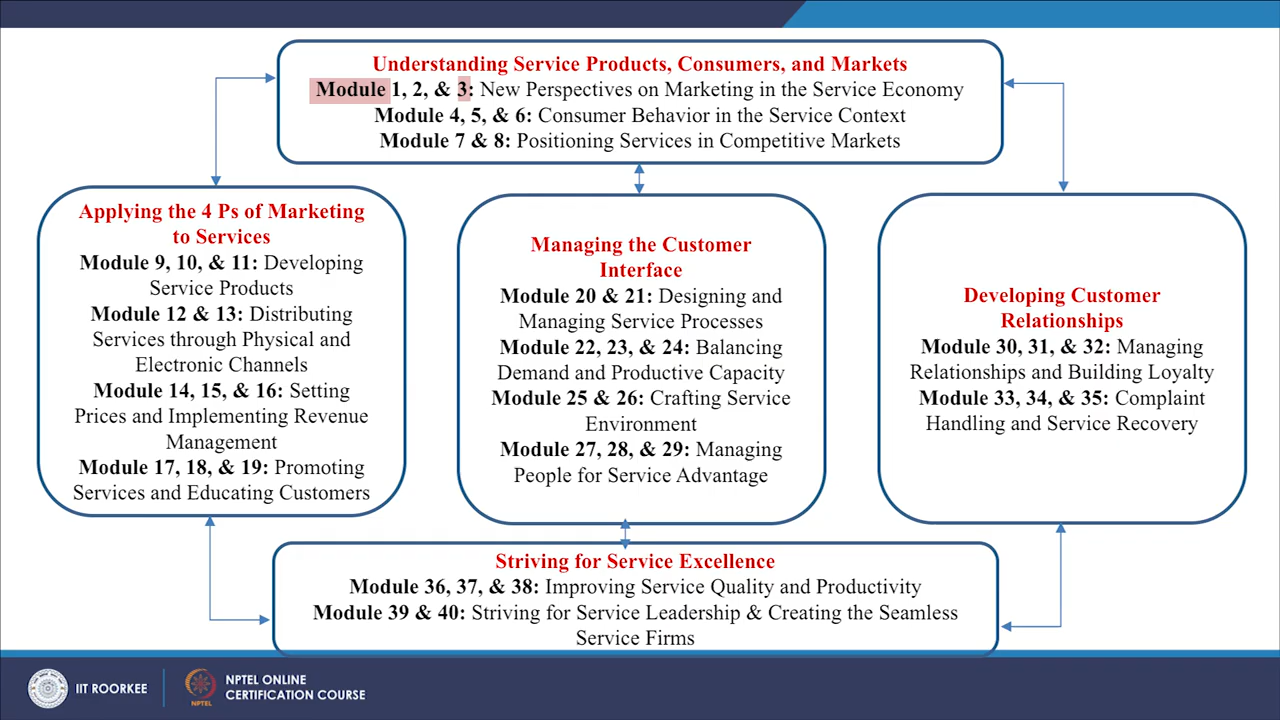 Understanding Service Products, Consumers, and Markets
Module 1, 2, & 3: New Perspectives on Marketing in the Service Economy
Module 4, 5, & 6: Consumer Behavior in the Service Context
Module 7 & 8: Positioning Services in Competitive Markets
Applying the 4 Ps of Marketing
to Services
Module 9, 10, & 11: Developing
Service Products
Module 12 & 13: Distributing
Services through Physical and
Electronic Channels
Module 14, 15, & 16: Setting
Prices and Implementing Revenue
Management
Module 17, 18, & 19: Promoting
Services and Educating Customers
Managing the Customer
Interface
Module 20 & 21: Designing and
Managing Service Processes
Module 22, 23, & 24: Balancing
Demand and Productive Capacity
Module 25 & 26: Crafting Service
Environment
Module 27, 28, & 29: Managing
People for Service Advantage
Developing Customer
Relationships
Module 30, 31, & 32: Managing
Relationships and Building Loyalty
Module 33, 34, & 35: Complaint
Handling and Service Recovery
Striving for Service Excellence
Module 36, 37, & 38: Improving Service Quality and Productivity
Module 39 & 40: Striving for Service Leadership & Creating the Seamless
Service Firms
IIT ROORKEE
NPTEL
NPTEL ONLINE
CERTIFICATION COURSE